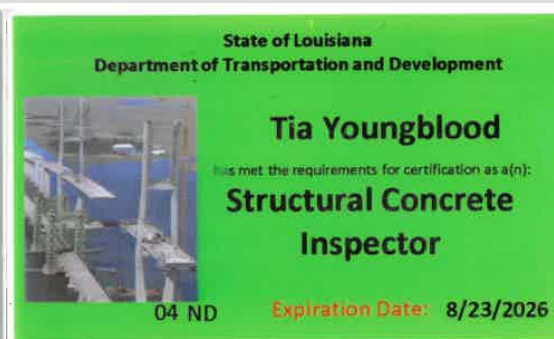 State of Louisiana
Department of Transportation and Development
Tia Youngblood
has met the requirements for certification as a(n):
Structural Concrete
Inspector
04 ND
Expiration Date: 8/23/2026